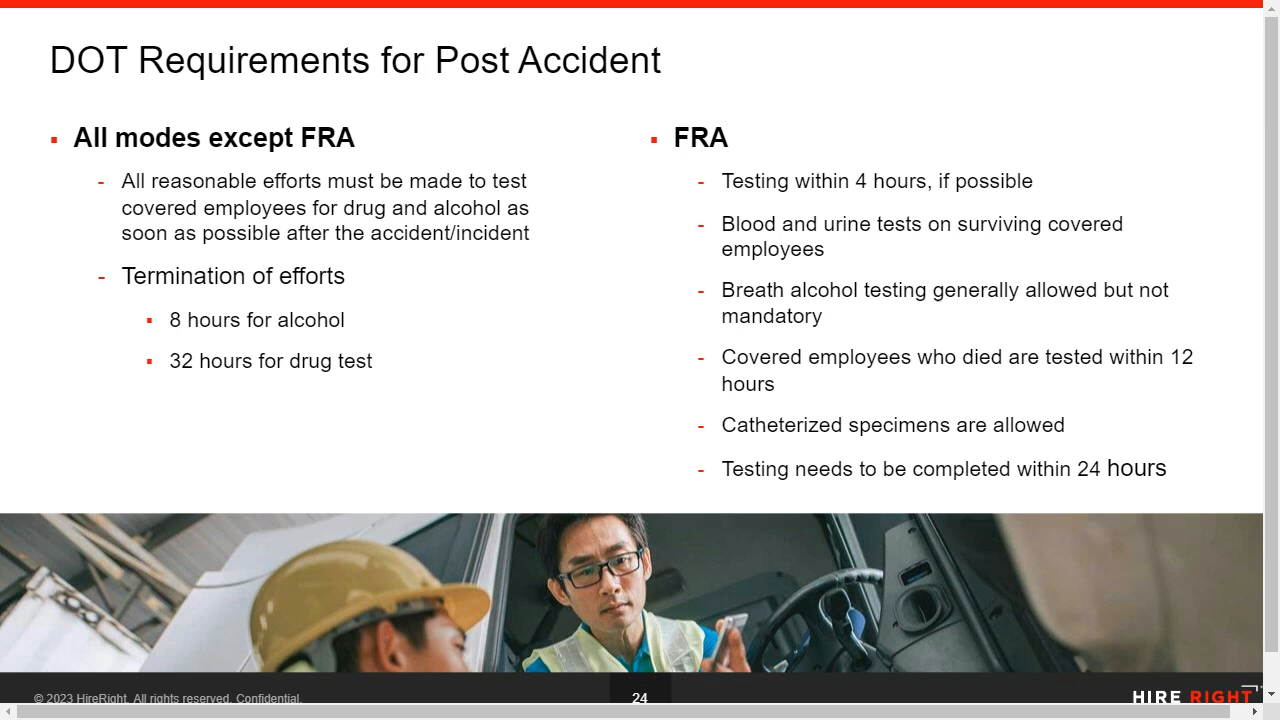 DOT Requirements for Post Accident
▪ All modes except FRA
- All reasonable efforts must be made to test
covered employees for drug and alcohol as
soon as possible after the accident/incident
- Termination of efforts
▪ 8 hours for alcohol
▪ 32 hours for drug test
▪ FRA
- Testing within 4 hours, if possible
- Blood and urine tests on surviving covered
employees
- Breath alcohol testing generally allowed but not
mandatory
- Covered employees who died are tested within 12
hours
- Catheterized specimens are allowed
- Testing needs to be completed within 24 hours
© 2023 HireRight. All rights reserved. Confidential.
24
HIRE RIGHT